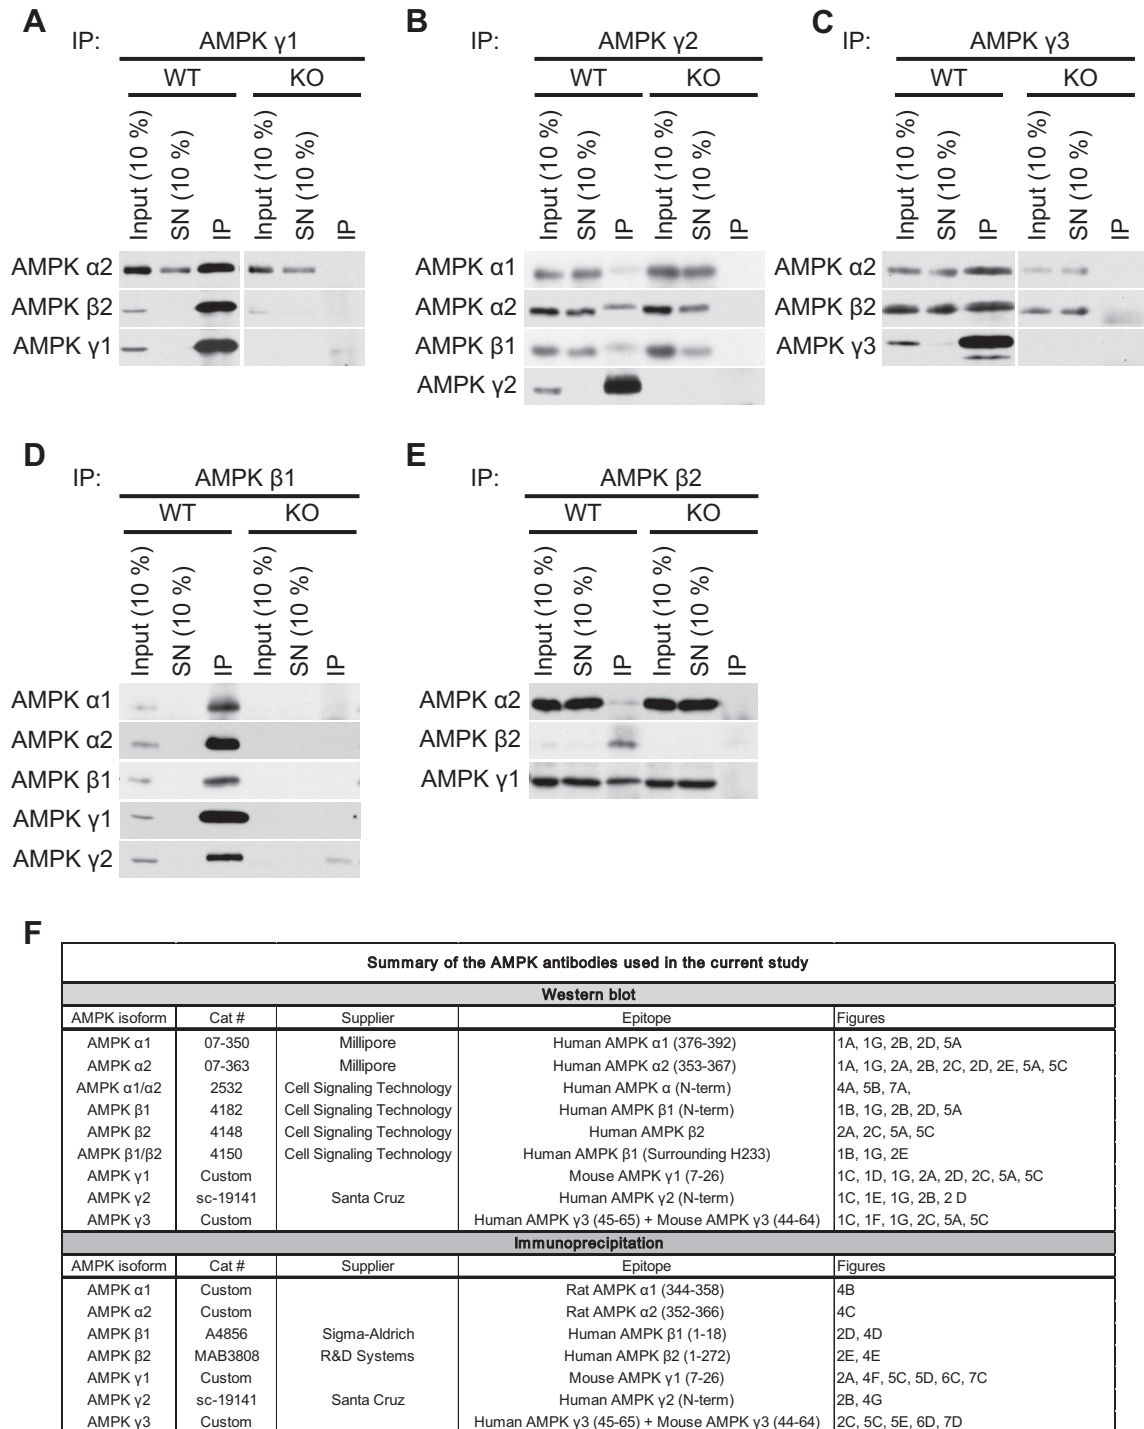 A
IP: AMPK γ1
WT KO
Input (10 %) SN (10 %) IP Input (10 %) SN (10 %) IP
AMPK α2
AMPK β2
AMPK γ1
B
IP: AMPK γ2
WT KO
Input (10 %) SN (10 %) IP Input (10 %) SN (10 %) IP
AMPK α1
AMPK α2
AMPK β1
AMPK γ2
C
IP: AMPK γ3
WT KO
Input (10 %) SN (10 %) IP Input (10 %) SN (10 %) IP
AMPK α2
AMPK β2
AMPK γ3
D
IP: AMPK β1
WT KO
Input (10 %) SN (10 %) IP Input (10 %) SN (10 %) IP
AMPK α1
AMPK α2
AMPK β1
AMPK γ1
AMPK γ2
E
IP: AMPK β2
WT KO
Input (10 %) SN (10 %) IP Input (10 %) SN (10 %) IP
AMPK α2
AMPK β2
AMPK γ1
F
Summary of the AMPK antibodies used in the current study
Western blot
AMPK isoform Cat # Supplier Epitope Figures
AMPK α1 07-350 Millipore Human AMPK α1 (376-392) 1A, 1G, 2B, 2D, 5A
AMPK α2 07-363 Millipore Human AMPK α2 (353-367) 1A, 1G, 2A, 2B, 2C, 2D, 2E, 5A, 5C
AMPK α1/α2 2532 Cell Signaling Technology Human AMPK α (N-term) 4A, 5B, 7A,
AMPK β1 4182 Cell Signaling Technology Human AMPK β1 (N-term) 1B, 1G, 2B, 2D, 5A
AMPK β2 4148 Cell Signaling Technology Human AMPK β2 2A, 2C, 5A, 5C
AMPK β1/β2 4150 Cell Signaling Technology Human AMPK β1 (Surrounding H233) 1B, 1G, 2E
AMPK γ1 Custom Mouse AMPK γ1 (7-26) 1C, 1D, 1G, 2A, 2D, 2C, 5A, 5C
AMPK γ2 sc-19141 Santa Cruz Human AMPK γ2 (N-term) 1C, 1E, 1G, 2B, 2 D
AMPK γ3 Custom Human AMPK γ3 (45-65) + Mouse AMPK γ3 (44-64) 1C, 1F, 1G, 2C, 5A, 5C
Immunoprecipitation
AMPK isoform Cat # Supplier Epitope Figures
AMPK α1 Custom Rat AMPK α1 (344-358) 4B
AMPK α2 Custom Rat AMPK α2 (352-366) 4C
AMPK β1 A4856 Sigma-Aldrich Human AMPK β1 (1-18) 2D, 4D
AMPK β2 MAB3808 R&D Systems Human AMPK β2 (1-272) 2E, 4E
AMPK γ1 Custom Mouse AMPK γ1 (7-26) 2A, 4F, 5C, 5D, 6C, 7C
AMPK γ2 sc-19141 Santa Cruz Human AMPK γ2 (N-term) 2B, 4G
AMPK γ3 Custom Human AMPK γ3 (45-65) + Mouse AMPK γ3 (44-64) 2C, 5C, 5E, 6D, 7D